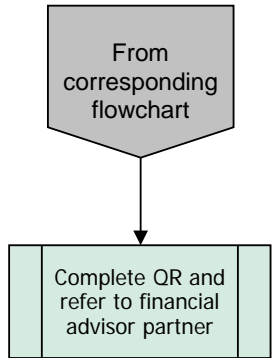 From
corresponding
flowchart
Complete QR and
refer to financial
advisor partner